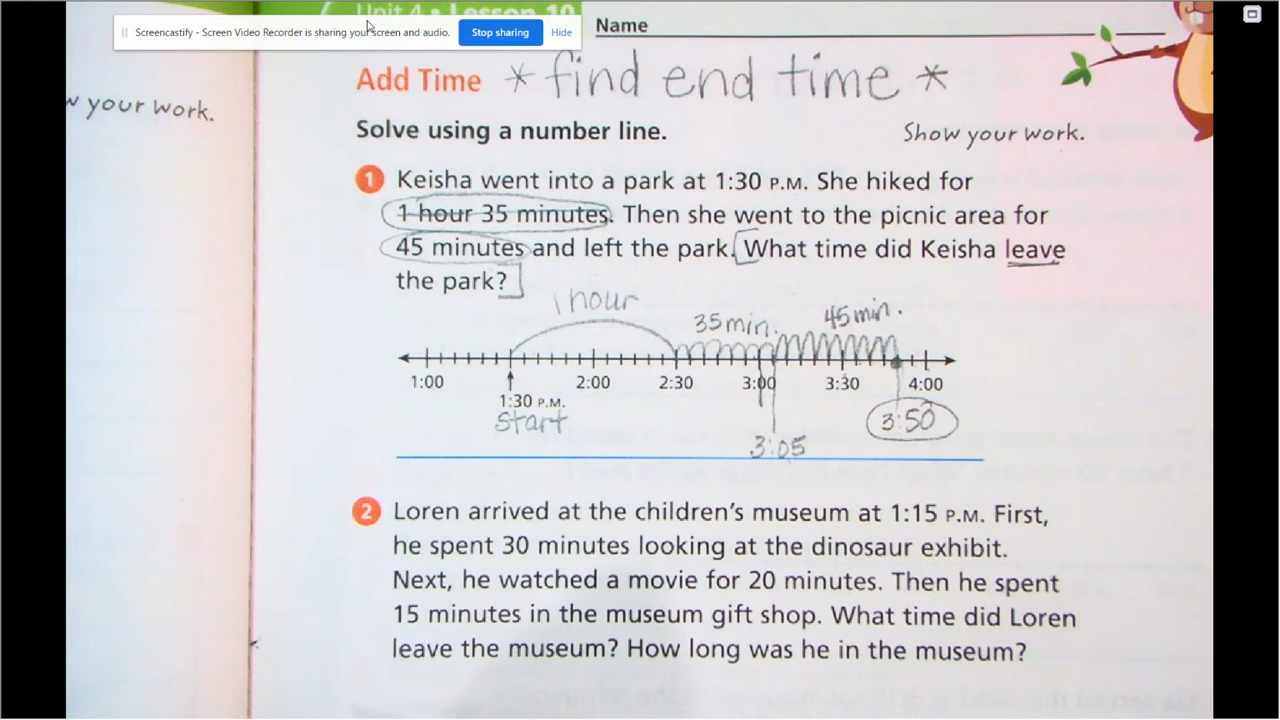 Unit 4 • Lesson 10
Screencastify - Screen Video Recorder is sharing your screen and audio.
Stop sharing
Hide
Name
Add Time * find end time *
w your work.
Solve using a number line.
Show your work.
1 Keisha went into a park at 1:30 P.M. She hiked for
1 hour 35 minutes. Then she went to the picnic area for
45 minutes and left the park. What time did Keisha leave
the park?
1 hour
35 min.
45 min.
1:00 2:00 2:30 3:00 3:30 4:00
1:30 P.M.
start
3:50
3:05
2 Loren arrived at the children's museum at 1:15 P.M. First,
he spent 30 minutes looking at the dinosaur exhibit.
Next, he watched a movie for 20 minutes. Then he spent
15 minutes in the museum gift shop. What time did Loren
leave the museum? How long was he in the museum?